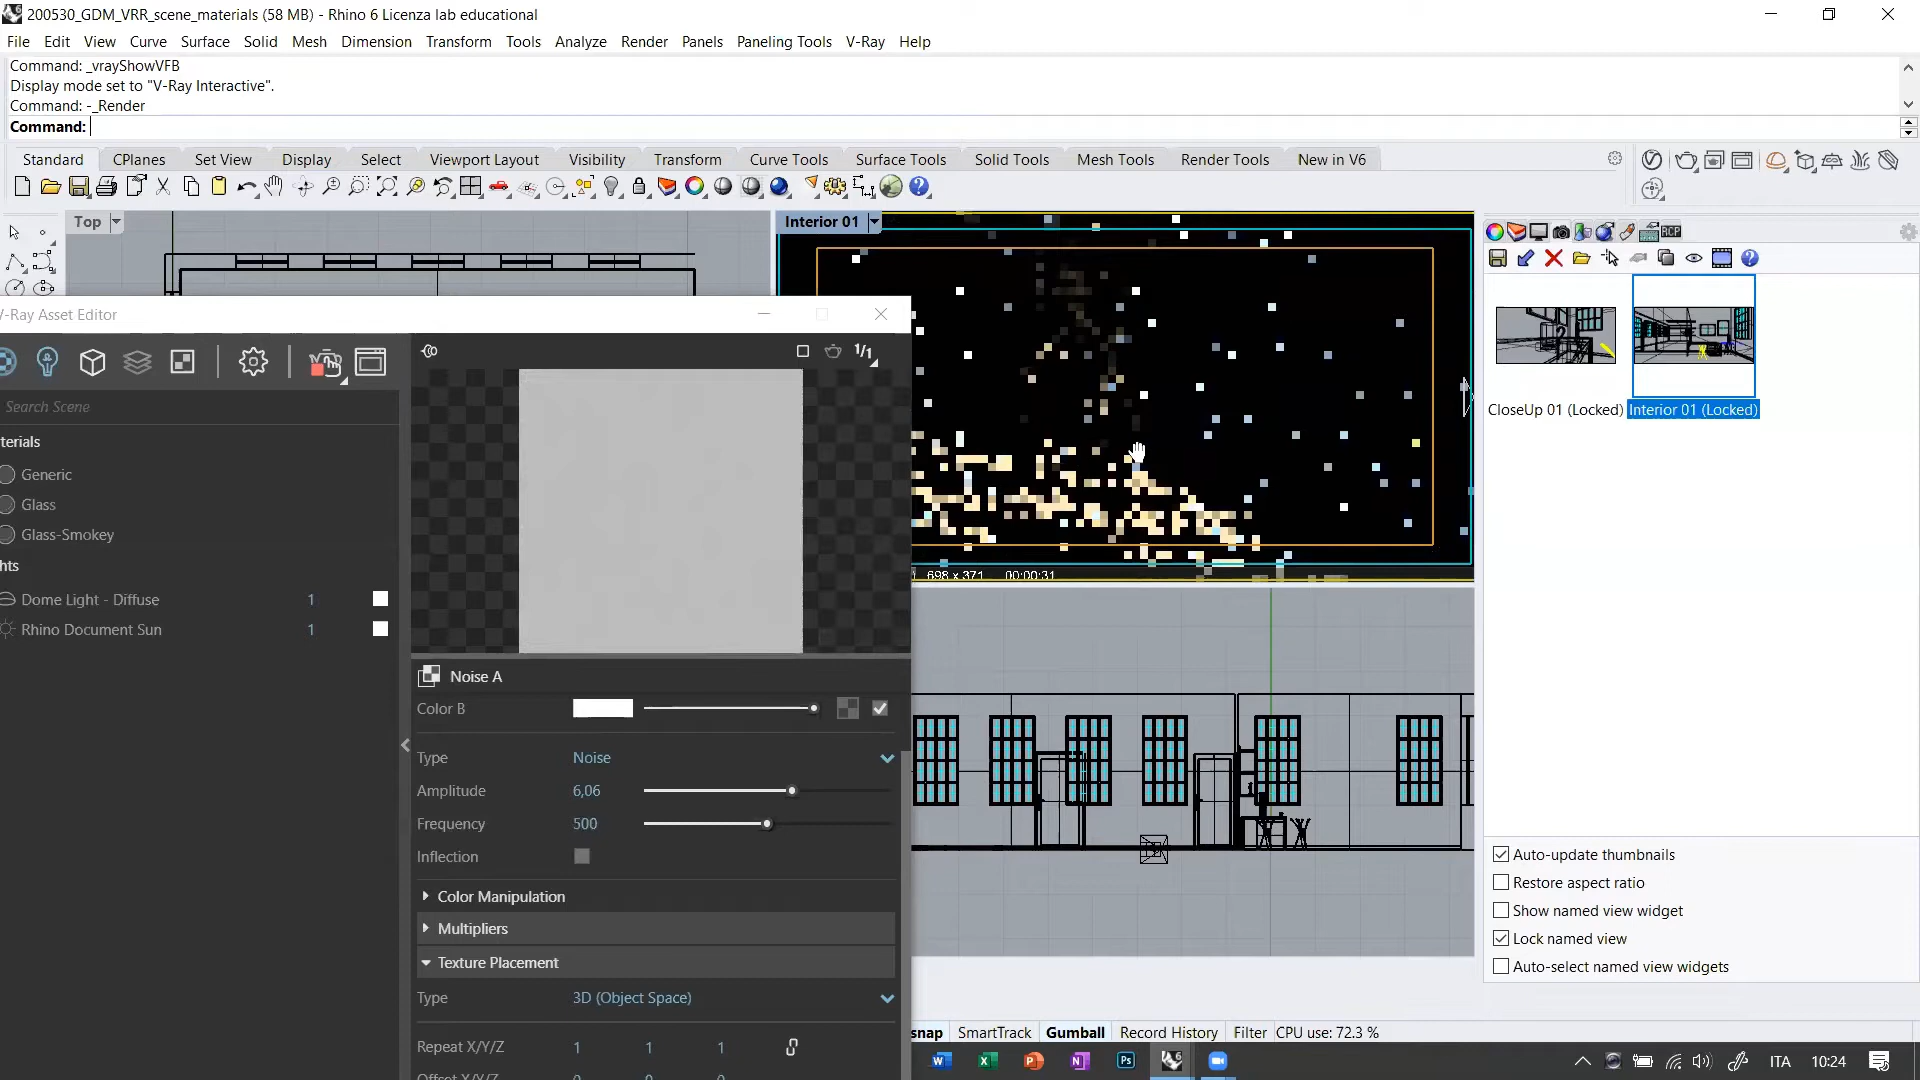 200530_GDM_VRR_scene_materials (58 MB) - Rhino 6 Licenza lab educational
File Edit View Curve Surface Solid Mesh Dimension Transform Tools Analyze Render Panels Paneling Tools V-Ray Help
Command: _vrayShowVFB
Display mode set to "V-Ray Interactive".
Command: -_Render
Command:
Standard CPlanes Set View Display Select Viewport Layout Visibility Transform Curve Tools Surface Tools Solid Tools Mesh Tools Render Tools New in V6
Top
Interior 01
RCP
V-Ray Asset Editor
1/1
Search Scene
terials
Generic
Glass
Glass-Smokey
hts
Dome Light - Diffuse 1
Rhino Document Sun 1
Noise A
Color B
Type Noise
Amplitude 6,06
Frequency 500
Inflection
Color Manipulation
Multipliers
Texture Placement
Type 3D (Object Space)
Repeat X/Y/Z 1 1 1
Offset X/Y/Z 0 0 0
698 x 371 00:00:31
CloseUp 01 (Locked) Interior 01 (Locked)
Auto-update thumbnails
Restore aspect ratio
Show named view widget
Lock named view
Auto-select named view widgets
snap SmartTrack Gumball Record History Filter CPU use: 72.3 %
ITA 10:24